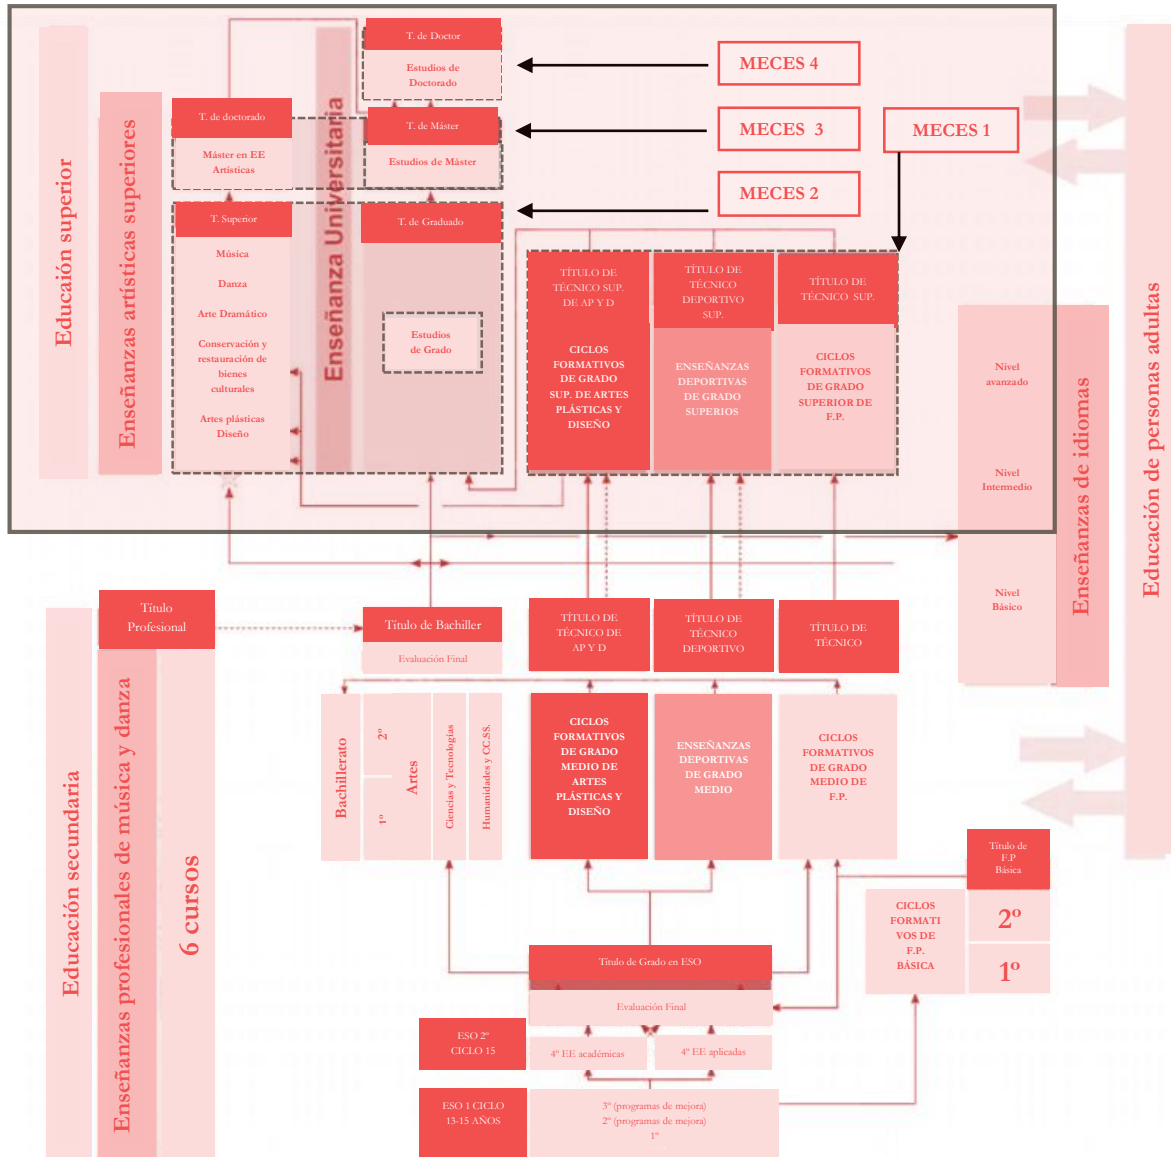 Educaión superior
Enseñanzas artísticas superiores
T. de doctorado
Máster en EE
Artísticas
T. Superior
Música
Danza
Arte Dramático
Conservación y
restauración de
bienes
culturales
Artes plásticas
Diseño
Enseñanza Universitaria
T. de Doctor
Estudios de
Doctorado
T. de Máster
Estudios de Máster
T. de Graduado
Estudios
de Grado
MECES 4
MECES 3
MECES 2
MECES 1
TÍTULO DE
TÉCNICO SUP.
DE AP Y D
CICLOS
FORMATIVOS
DE GRADO
SUP. DE ARTES
PLÁSTICAS Y
DISEÑO
TÍTULO DE
TÉCNICO
DEPORTIVO
SUP.
ENSEÑANZAS
DEPORTIVAS
DE GRADO
SUPERIOS
TÍTULO DE
TÉCNICO SUP.
CICLOS
FORMATIVOS
DE GRADO
SUPERIOR DE
F.P.
Nivel
avanzado
Nivel
Intermedio
Nivel
Básico
Enseñanzas de idiomas
Educación de personas adultas
Educación secundaria
Título
Profesional
Enseñanzas profesionales de música y danza
6 cursos
Título de Bachiller
Evaluación Final
Bachillerato
2º
1º
Artes
Ciencias y Tecnologías
Humanidades y CC.SS.
TÍTULO DE
TÉCNICO DE
AP Y D
CICLOS
FORMATIVOS
DE GRADO
MEDIO DE
ARTES
PLÁSTICAS Y
DISEÑO
TÍTULO DE
TÉCNICO
DEPORTIVO
ENSEÑANZAS
DEPORTIVAS
DE GRADO
MEDIO
TÍTULO DE
TÉCNICO
CICLOS
FORMATIVOS
DE GRADO
MEDIO DE
F.P.
Título de
F.P
Básica
CICLOS
FORMATI
VOS DE
F.P.
BÁSICA
2º
1º
Título de Grado en ESO
Evaluación Final
ESO 2º
CICLO 15
4º EE académicas
4º EE aplicadas
ESO 1 CICLO
13-15 AÑOS
3º (programas de mejora)
2º (programas de mejora)
1º